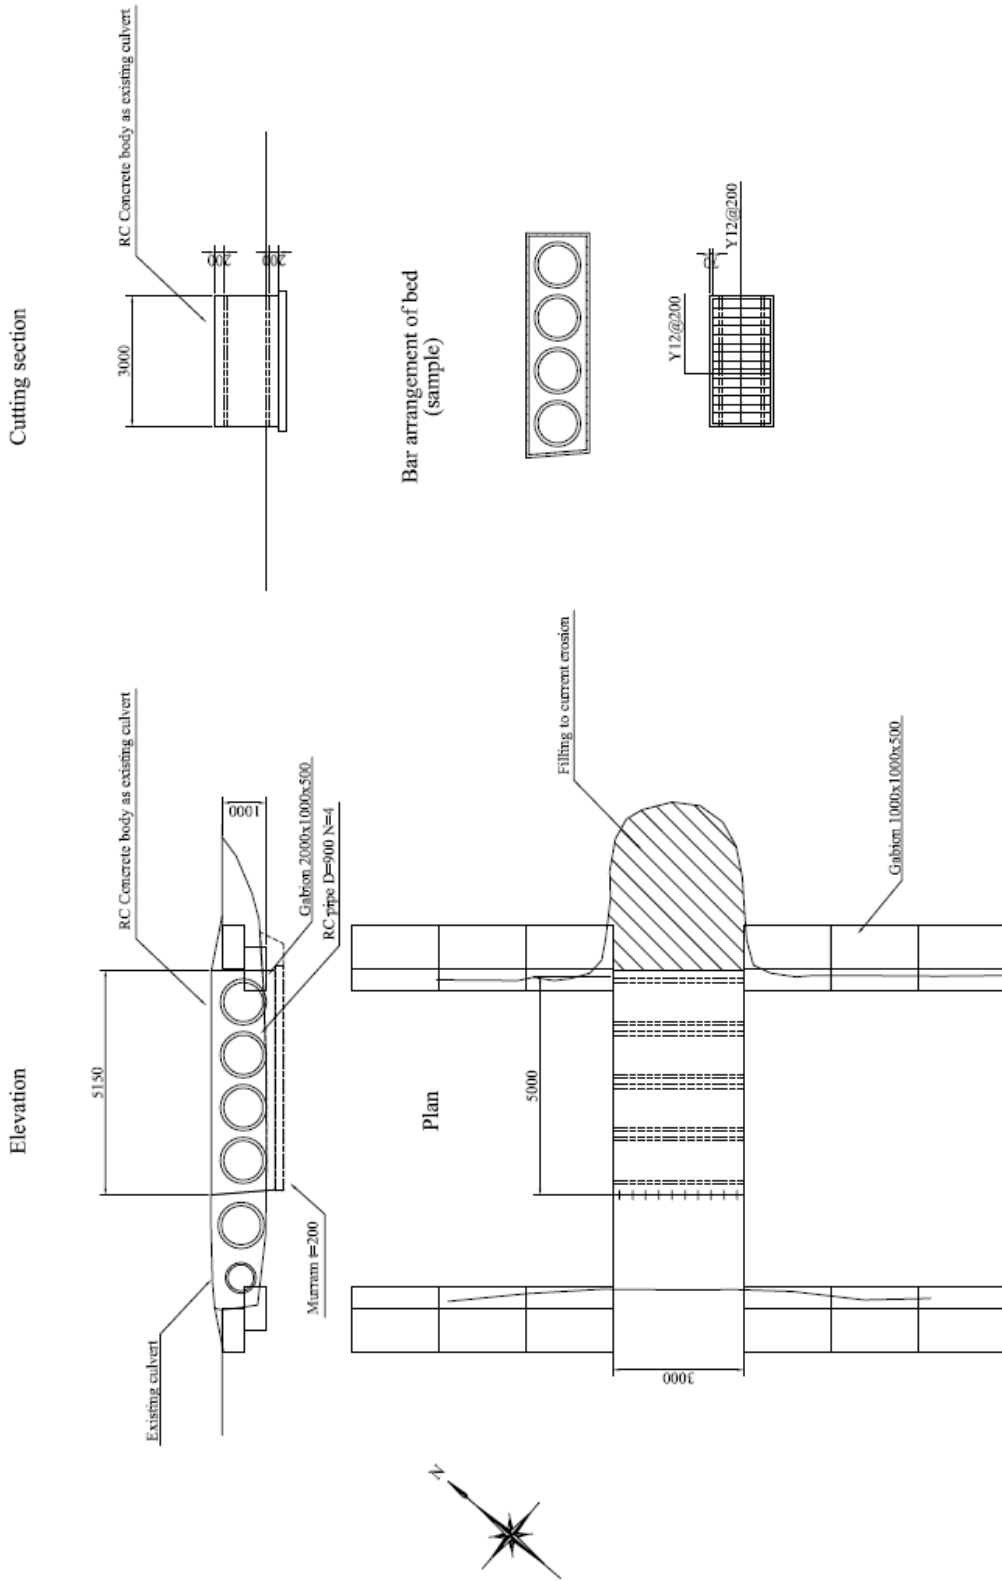 Elevation
Cutting section
RC Concrete body as existing culvert
RC Concrete body as existing culvert
5150
1000
3000
200
200
Existing culvert
Gabion 2000x1000x500
RC pipe D=900 N=4
Murram t=200
Plan
Bar arrangement of bed
(sample)
Filling to current erosion
5000
3000
Gabion 1000x1000x500
Y12@200
Y12@200
70
N